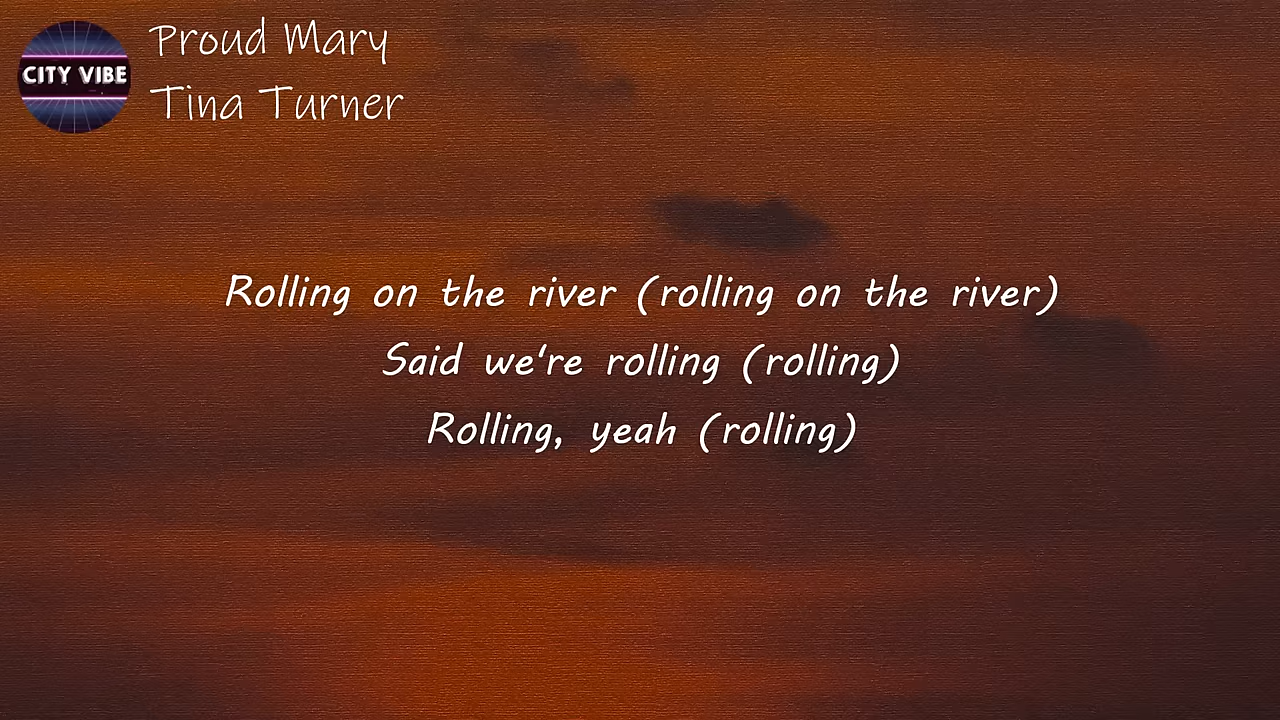 CITY VIBE
Proud Mary
Tina Turner
Rolling on the river (rolling on the river)
Said we're rolling (rolling)
Rolling, yeah (rolling)